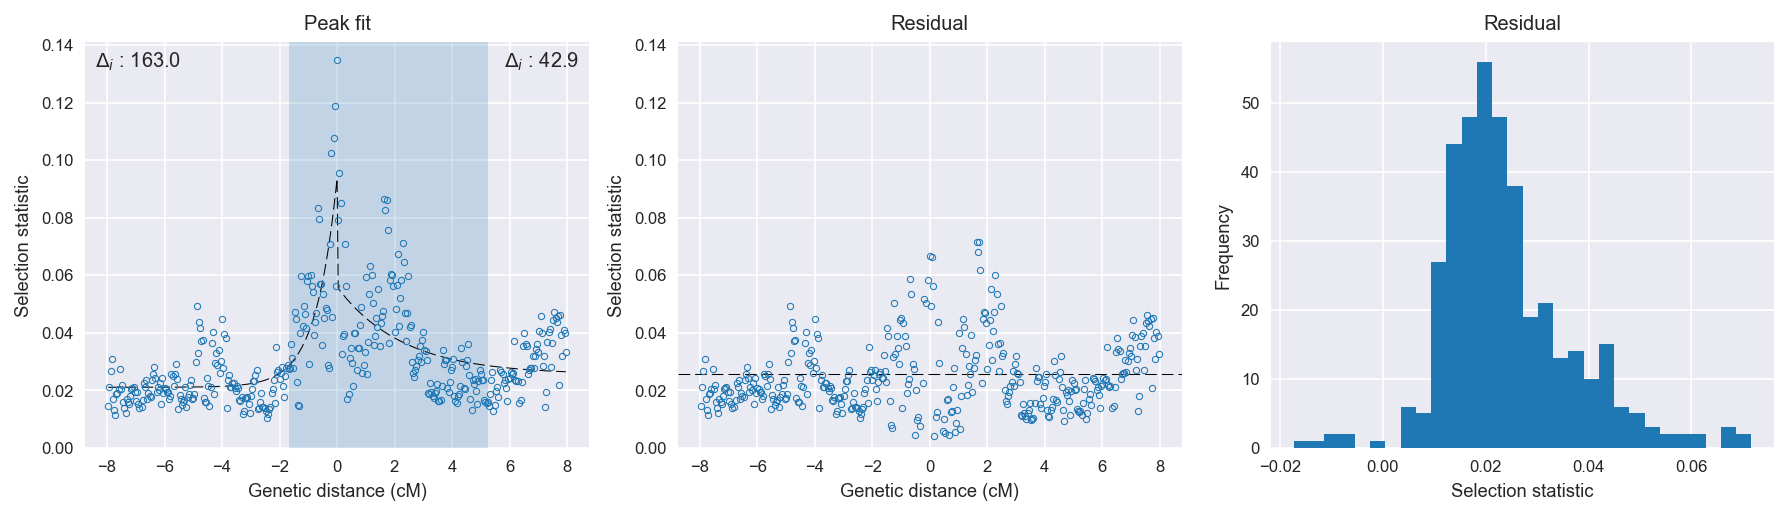 Peak fit
Δi : 163.0
Δi : 42.9
Selection statistic
0.14
0.12
0.10
0.08
0.06
0.04
0.02
0.00
−8 −6 −4 −2 0 2 4 6 8
Genetic distance (cM)
Residual
Selection statistic
0.14
0.12
0.10
0.08
0.06
0.04
0.02
0.00
−8 −6 −4 −2 0 2 4 6 8
Genetic distance (cM)
Residual
Frequency
50
40
30
20
10
0
−0.02 0.00 0.02 0.04 0.06
Selection statistic